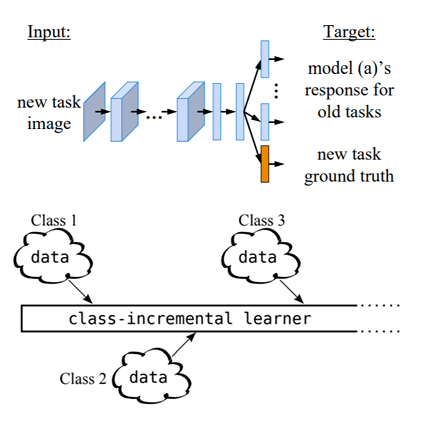 Input:
Target:
new task
image
...
model (a)'s
response for
old tasks
new task
ground truth
Class 1
data
Class 3
data
class-incremental learner
Class 2
data